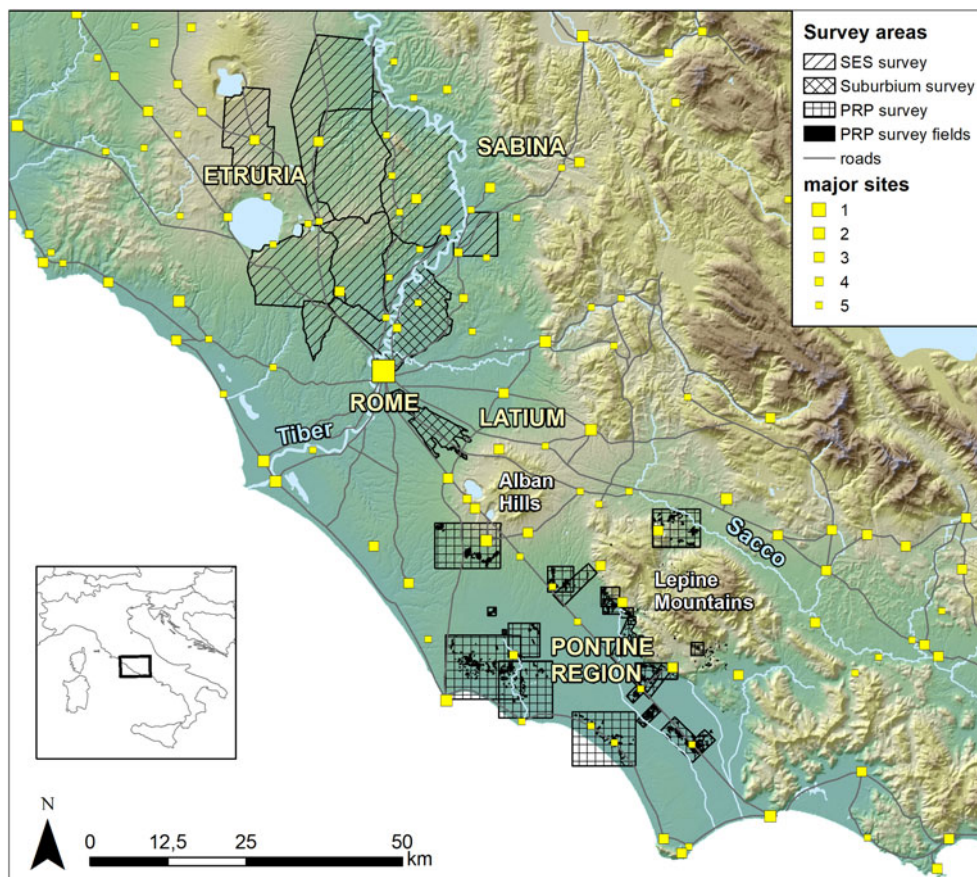 Survey areas
SES survey
Suburbium survey
PRP survey
PRP survey fields
roads
major sites
1
2
3
4
5
SABINA
ETRURIA
ROME
LATIUM
Tiber
Alban
Hills
Sacco
Lepine
Mountains
PONTINE
REGION
N
0 12,5 25 50
km